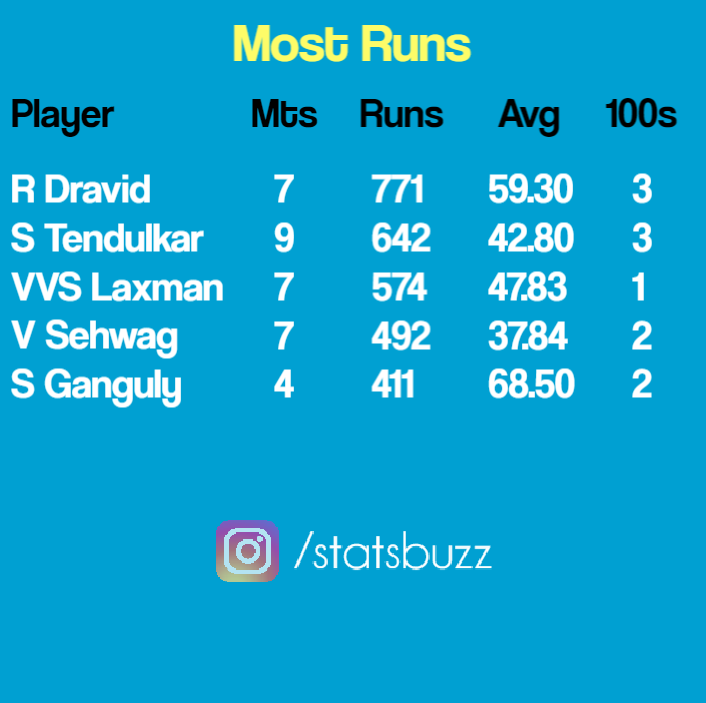 Most Runs
Player Mts Runs Avg 100s
R Dravid 7 771 59.30 3
S Tendulkar 9 642 42.80 3
VVS Laxman 7 574 47.83 1
V Sehwag 7 492 37.84 2
S Ganguly 4 411 68.50 2
/statsbuzz